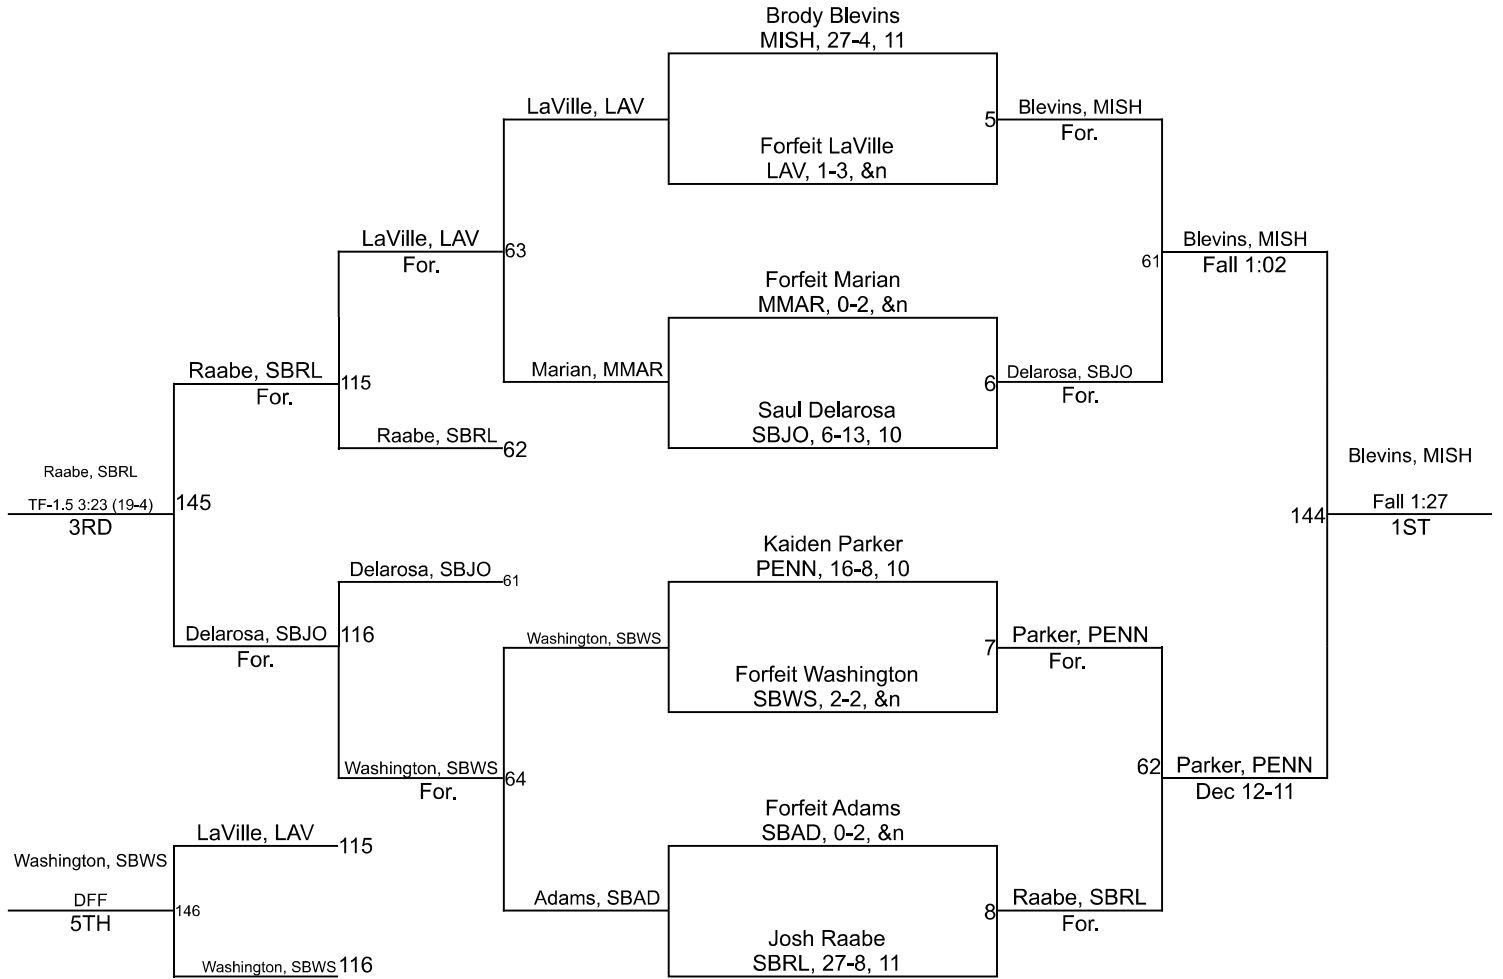 Brody Blevins
MISH, 27-4, 11
LaVille, LAV
5
Blevins, MISH
For.
Forfeit LaVille
LAV, 1-3, &n
LaVille, LAV
For.
63
Blevins, MISH
Fall 1:02
61
Forfeit Marian
MMAR, 0-2, &n
Raabe, SBRL
For.
115
Marian, MMAR
6
Delarosa, SBJO
For.
Saul Delarosa
SBJO, 6-13, 10
Raabe, SBRL
62
Raabe, SBRL
TF-1.5 3:23 (19-4)
3RD
145
Blevins, MISH
Fall 1:27
1ST
144
Kaiden Parker
PENN, 16-8, 10
Delarosa, SBJO
61
Delarosa, SBJO
For.
116
Washington, SBWS
7
Parker, PENN
For.
Forfeit Washington
SBWS, 2-2, &n
Washington, SBWS
For.
64
62
Parker, PENN
Dec 12-11
Forfeit Adams
SBAD, 0-2, &n
LaVille, LAV
115
Washington, SBWS
DFF
5TH
146
Adams, SBAD
8
Raabe, SBRL
For.
Josh Raabe
SBRL, 27-8, 11
Washington, SBWS
116